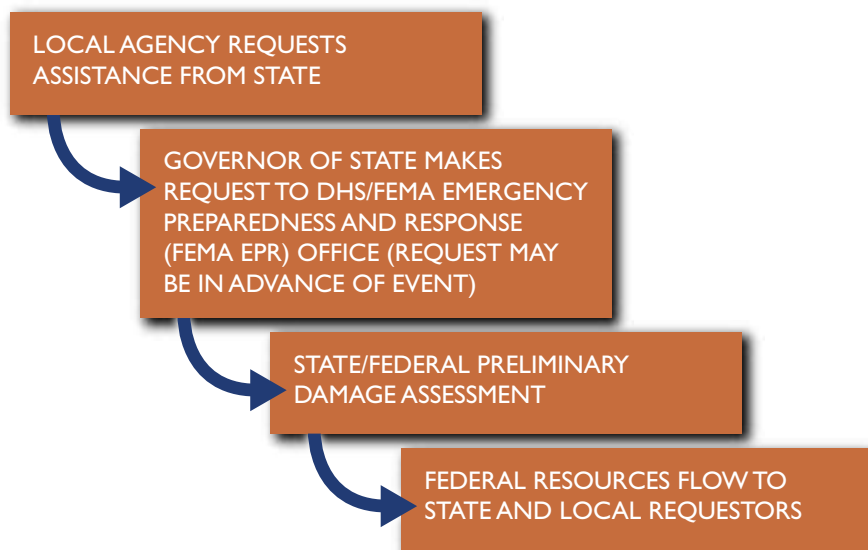 LOCAL AGENCY REQUESTS
ASSISTANCE FROM STATE
GOVERNOR OF STATE MAKES
REQUEST TO DHS/FEMA EMERGENCY
PREPAREDNESS AND RESPONSE
(FEMA EPR) OFFICE (REQUEST MAY
BE IN ADVANCE OF EVENT)
STATE/FEDERAL PRELIMINARY
DAMAGE ASSESSMENT
FEDERAL RESOURCES FLOW TO
STATE AND LOCAL REQUESTORS